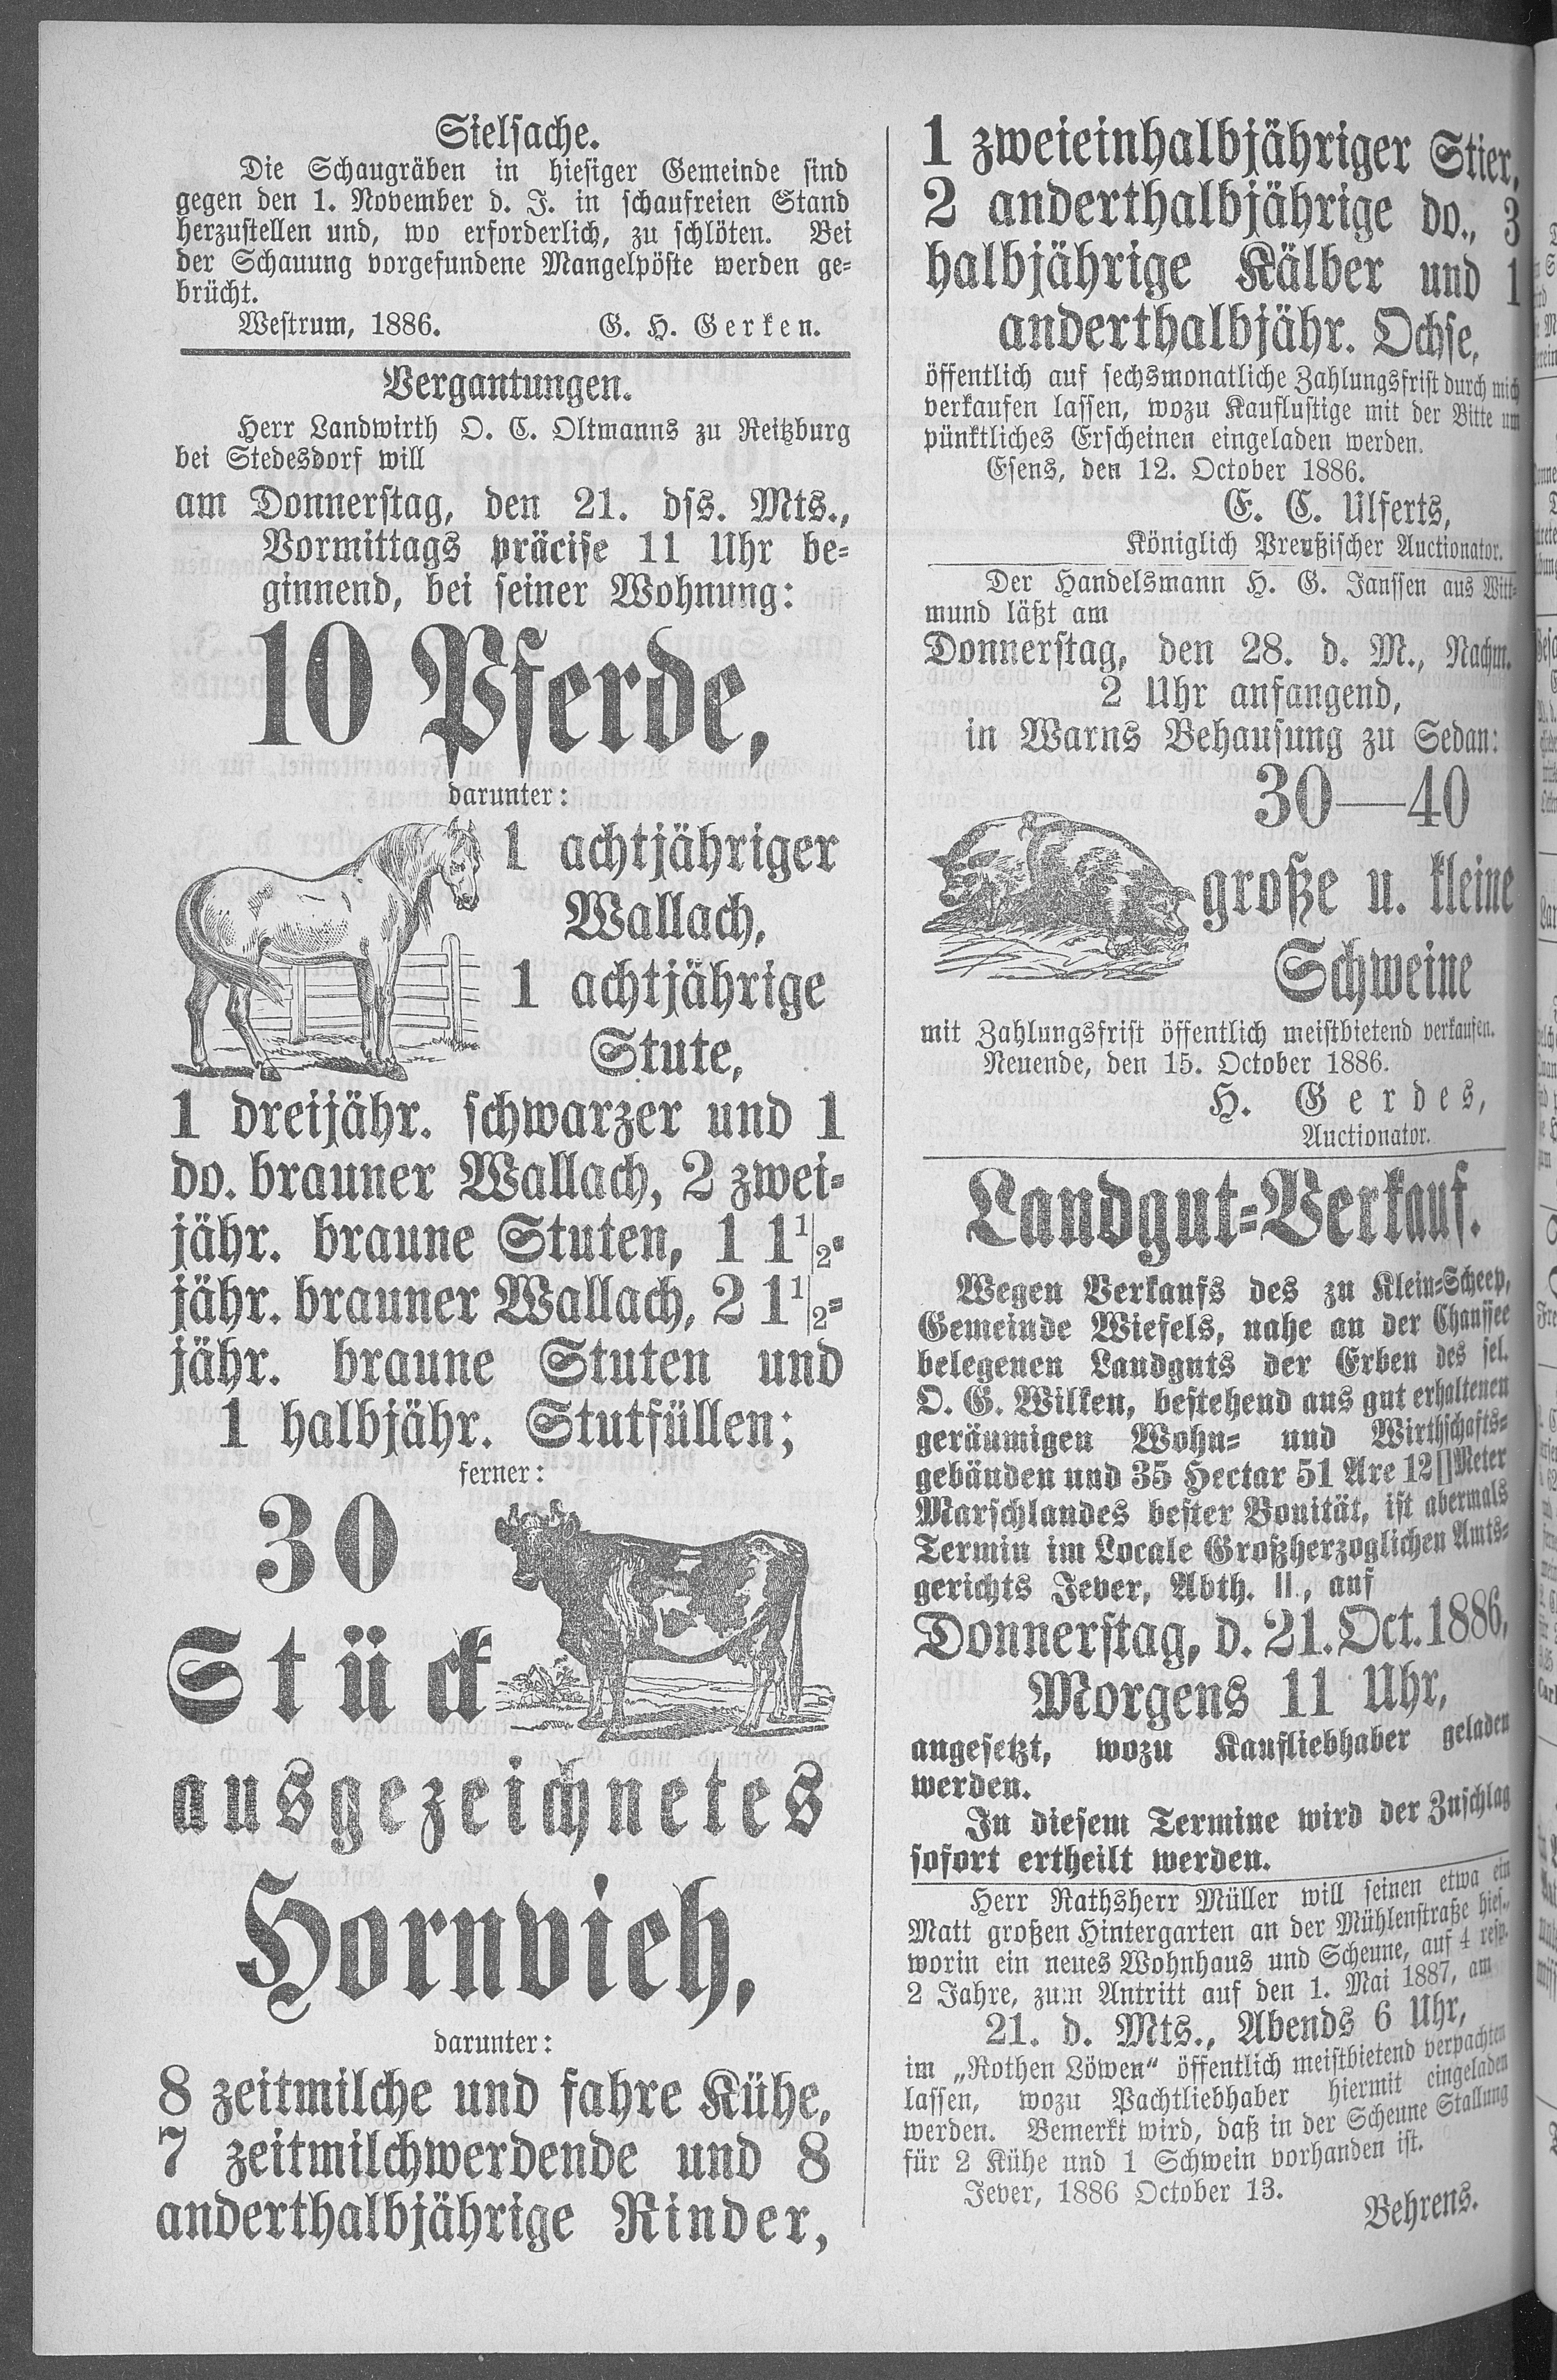 Sielsache.
Die Schaugräben in hiesiger Gemeinde sind
gegen den 1. November d. J. in schaufreien Stand
herzustellen und, wo erforderlich, zu schlöten. Bei
der Schauung vorgefundene Mangelpöste werden ge-
brücht.
Westrum, 1886. G. H. Gerken.
Vergantungen.
Herr Landwirth O. C. Oltmanns zu Reitzburg
bei Stedesdorf will
am Donnerstag, den 21. dss. Mts.,
Vormittags präcise 11 Uhr be-
ginnend, bei seiner Wohnung:
10 Pferde,
darunter:
1 achtjähriger
Wallach,
1 achtjährige
Stute,
1 dreijähr. schwarzer und 1
do. brauner Wallach, 2 zwei-
jähr. braune Stuten, 1 1 1/2-
jähr. brauner Wallach, 2 1 1/2-
jähr. braune Stuten und
1 halbjähr. Stutfüllen;
ferner:
30
Stück
ausgezeichnetes
Hornvieh,
darunter:
8 zeitmilche und fahre Kühe,
7 zeitmilchwerdende und 8
anderthalbjährige Rinder,
1 zweieinhalbjähriger Stier,
2 anderthalbjährige do., 3
halbjährige Kälber und 1
anderthalbjähr. Ochse,
öffentlich auf sechsmonatliche Zahlungsfrist durch mich
verkaufen lassen, wozu Kauflustige mit der Bitte um
pünktliches Erscheinen eingeladen werden.
Esens, den 12. October 1886.
E. C. Ulferts,
Königlich Preußischer Auctionator.
Der Handelsmann H. G. Janssen aus Witt-
mund läßt am
Donnerstag, den 28. d. M., Nachm.
2 Uhr anfangend,
in Warns Behausung zu Sedan:
30—40
große u. kleine
Schweine
mit Zahlungsfrist öffentlich meistbietend verkaufen.
Neuende, den 15. October 1886.
H. Gerdes,
Auctionator.
Landgut-Verkauf.
Wegen Verkaufs des zu Klein-Scheep,
Gemeinde Wiefels, nahe an der Chaussee
belegenen Landguts der Erben des sel.
O. G. Wilken, bestehend aus gut erhaltenen
geräumigen Wohn- und Wirthschafts-
gebäuden und 35 Hectar 51 Are 12 [] Meter
Marschlandes bester Bonität, ist abermals
Termin im Locale Großherzoglichen Amts-
gerichts Jever, Abth. II., auf
Donnerstag, d. 21. Oct. 1886,
Morgens 11 Uhr,
angesetzt, wozu Kaufliebhaber geladen
werden.
In diesem Termine wird der Zuschlag
sofort ertheilt werden.
Herr Rathsherr Müller will seinen etwa ein
Matt großen Hintergarten an der Mühlenstraße hies.,
worin ein neues Wohnhaus und Scheune, auf 4 resp.
2 Jahre, zum Antritt auf den 1. Mai 1887, am
21. d. Mts., Abends 6 Uhr,
im „Rothen Löwen“ öffentlich meistbietend verpachten
lassen, wozu Pachtliebhaber hiermit eingeladen
werden. Bemerkt wird, daß in der Scheune Stallung
für 2 Kühe und 1 Schwein vorhanden ist.
Jever, 1886 October 13.
Behrens.